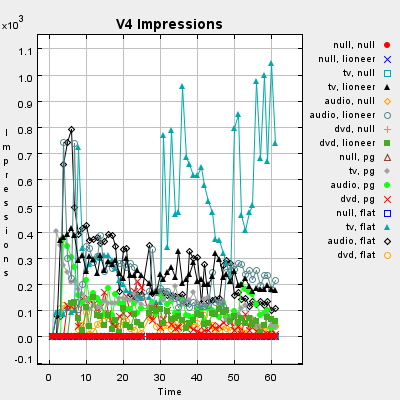 V4 Impressions
x10³
1.1
1.0
0.9
0.8
0.7
0.6
0.5
0.4
0.3
0.2
0.1
0.0
-0.1
Impressions
0 10 20 30 40 50 60
Time
null, null
null, lioneer
tv, null
tv, lioneer
audio, null
audio, lioneer
dvd, null
dvd, lioneer
null, pg
tv, pg
audio, pg
dvd, pg
null, flat
tv, flat
audio, flat
dvd, flat